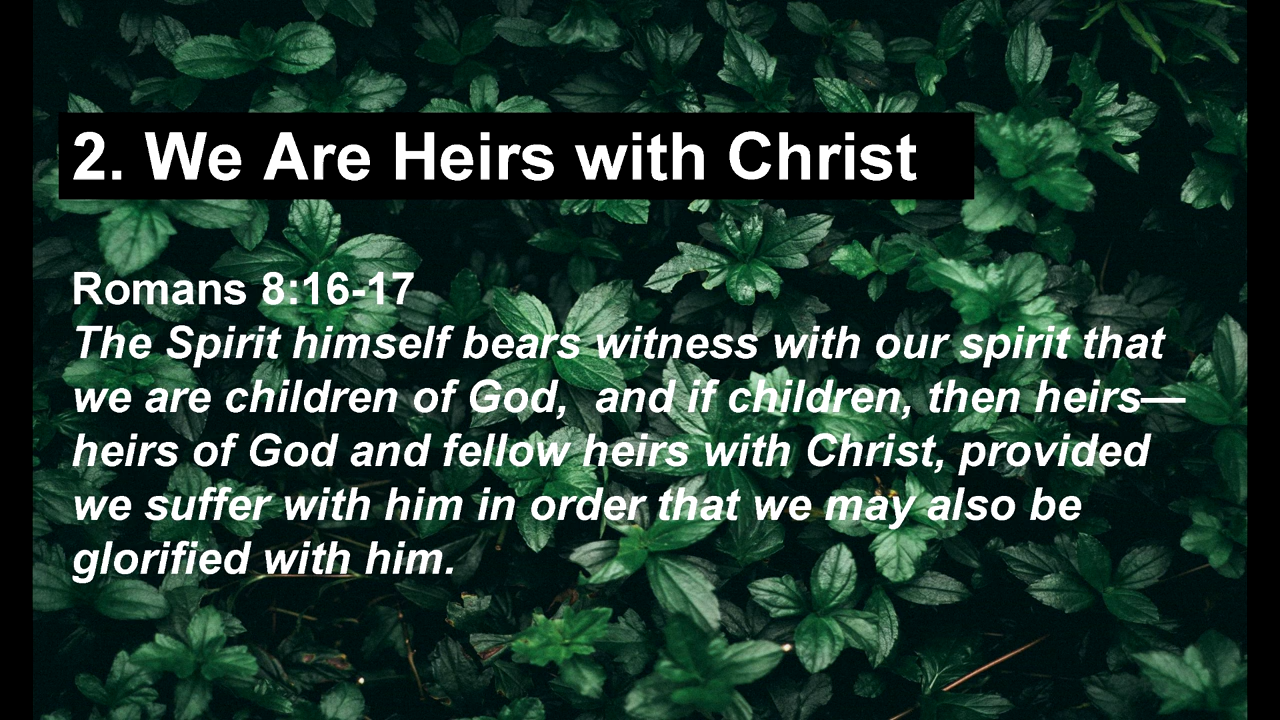 2. We Are Heirs with Christ
Romans 8:16-17
The Spirit himself bears witness with our spirit that
we are children of God,  and if children, then heirs—
heirs of God and fellow heirs with Christ, provided
we suffer with him in order that we may also be
glorified with him.